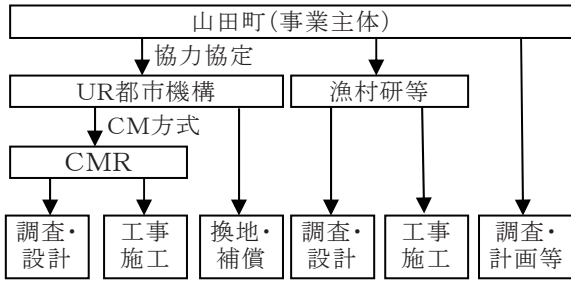 山田町(事業主体)
協力協定
UR都市機構
漁村研等
CM方式
CMR
調査・
設計
工事
施工
換地・
補償
調査・
設計
工事
施工
調査・
計画等